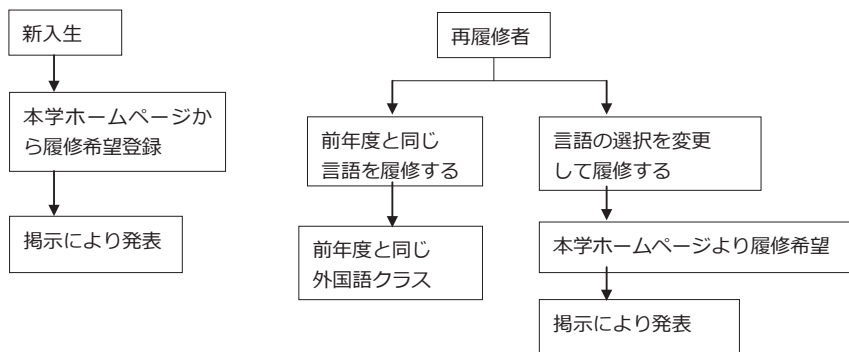 新入生
本学ホームページか
ら履修希望登録
掲示により発表
再履修者
前年度と同じ
言語を履修する
前年度と同じ
外国語クラス
言語の選択を変更
して履修する
本学ホームページより履修希望
掲示により発表